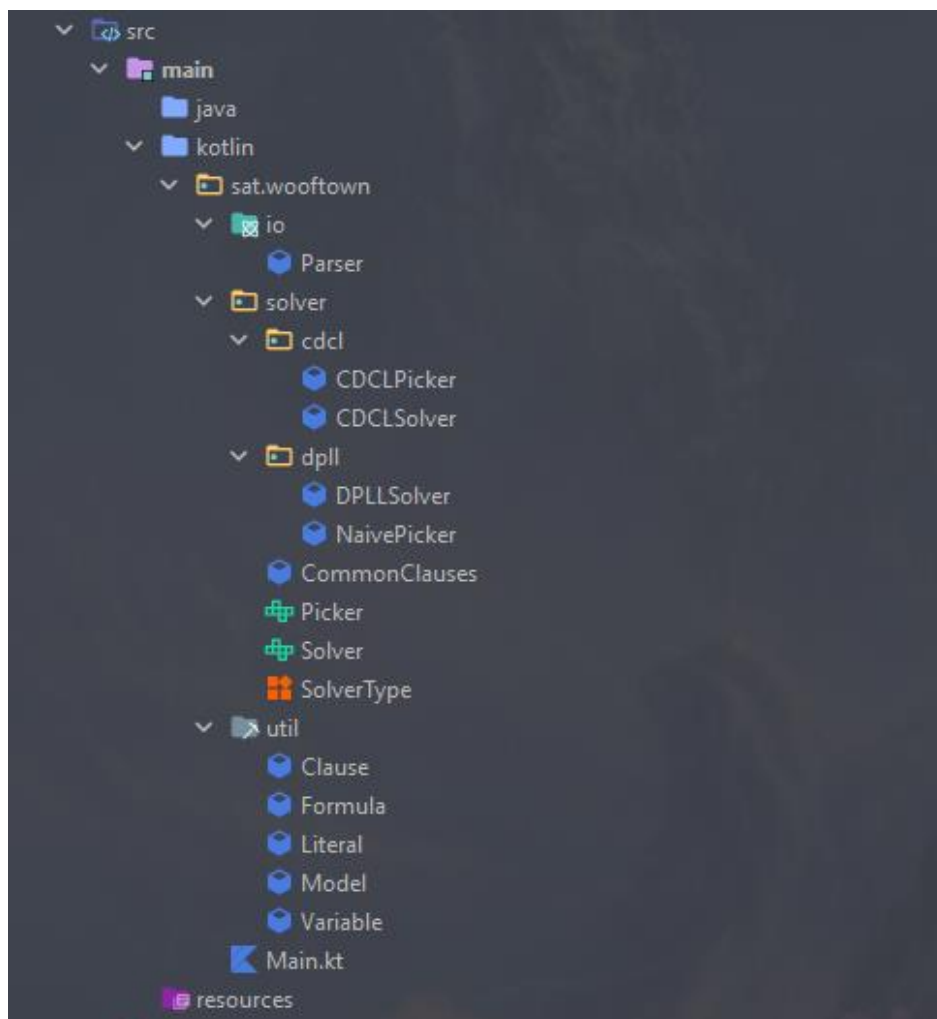 src
main
java
kotlin
sat.wooftown
io
Parser
solver
cdcl
CDCLPicker
CDCLSolver
dpll
DPLLSolver
NaivePicker
CommonClauses
Picker
Solver
SolverType
util
Clause
Formula
Literal
Model
Variable
Main.kt
resources